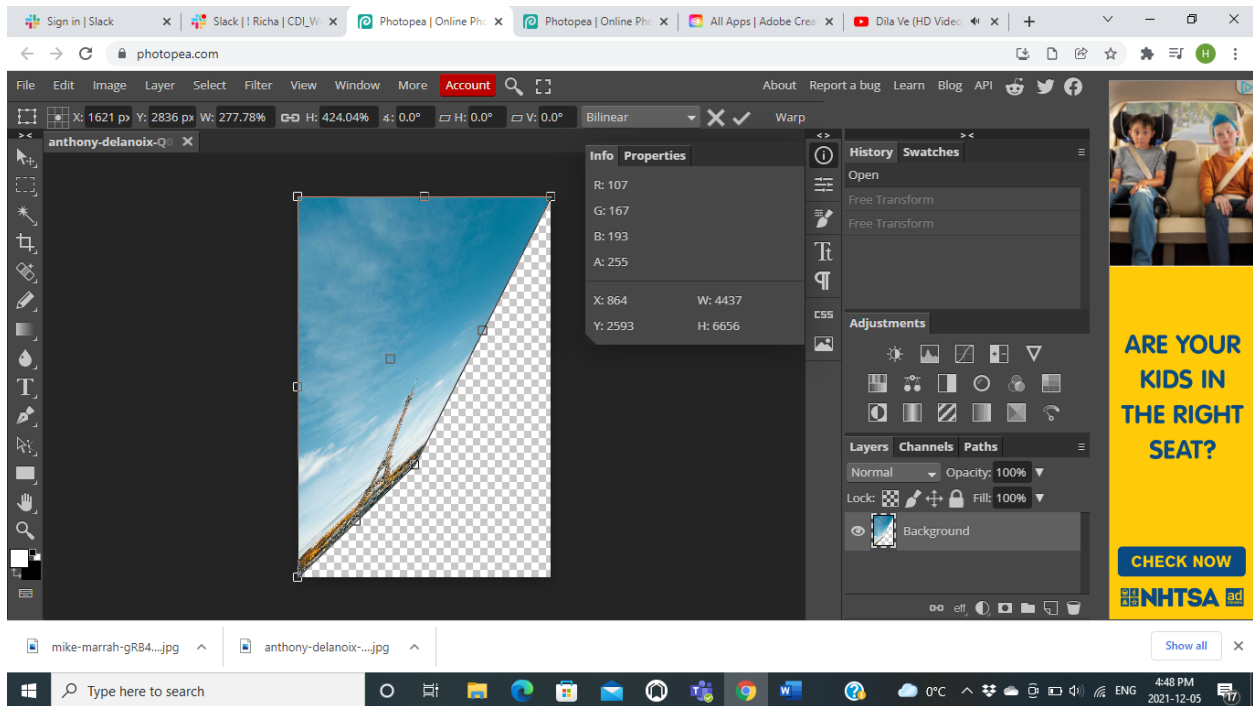 Sign in | Slack
Slack | ! Richa | CDI_W
Photopea | Online Pho
Photopea | Online Pho
All Apps | Adobe Crea
Dila Ve (HD Video
photopea.com
H
File Edit Image Layer Select Filter View Window More Account
About Report a bug Learn Blog API
X: 1621 px Y: 2836 px W: 277.78% H: 424.04% ∡: 0.0° H: 0.0° V: 0.0° Bilinear Warp
anthony-delanoix-Q0
Info Properties
R: 107
G: 167
B: 193
A: 255
X: 864 W: 4437
Y: 2593 H: 6656
CSS
History Swatches
Open
Free Transform
Free Transform
Adjustments
Layers Channels Paths
Normal Opacity: 100%
Lock: Fill: 100%
Background
eff
ARE YOUR
KIDS IN
THE RIGHT
SEAT?
CHECK NOW
NHTSA ad
mike-marrah-gRB4....jpg
anthony-delanoix-....jpg
Show all
Type here to search
0°C
ENG
4:48 PM
2021-12-05
17